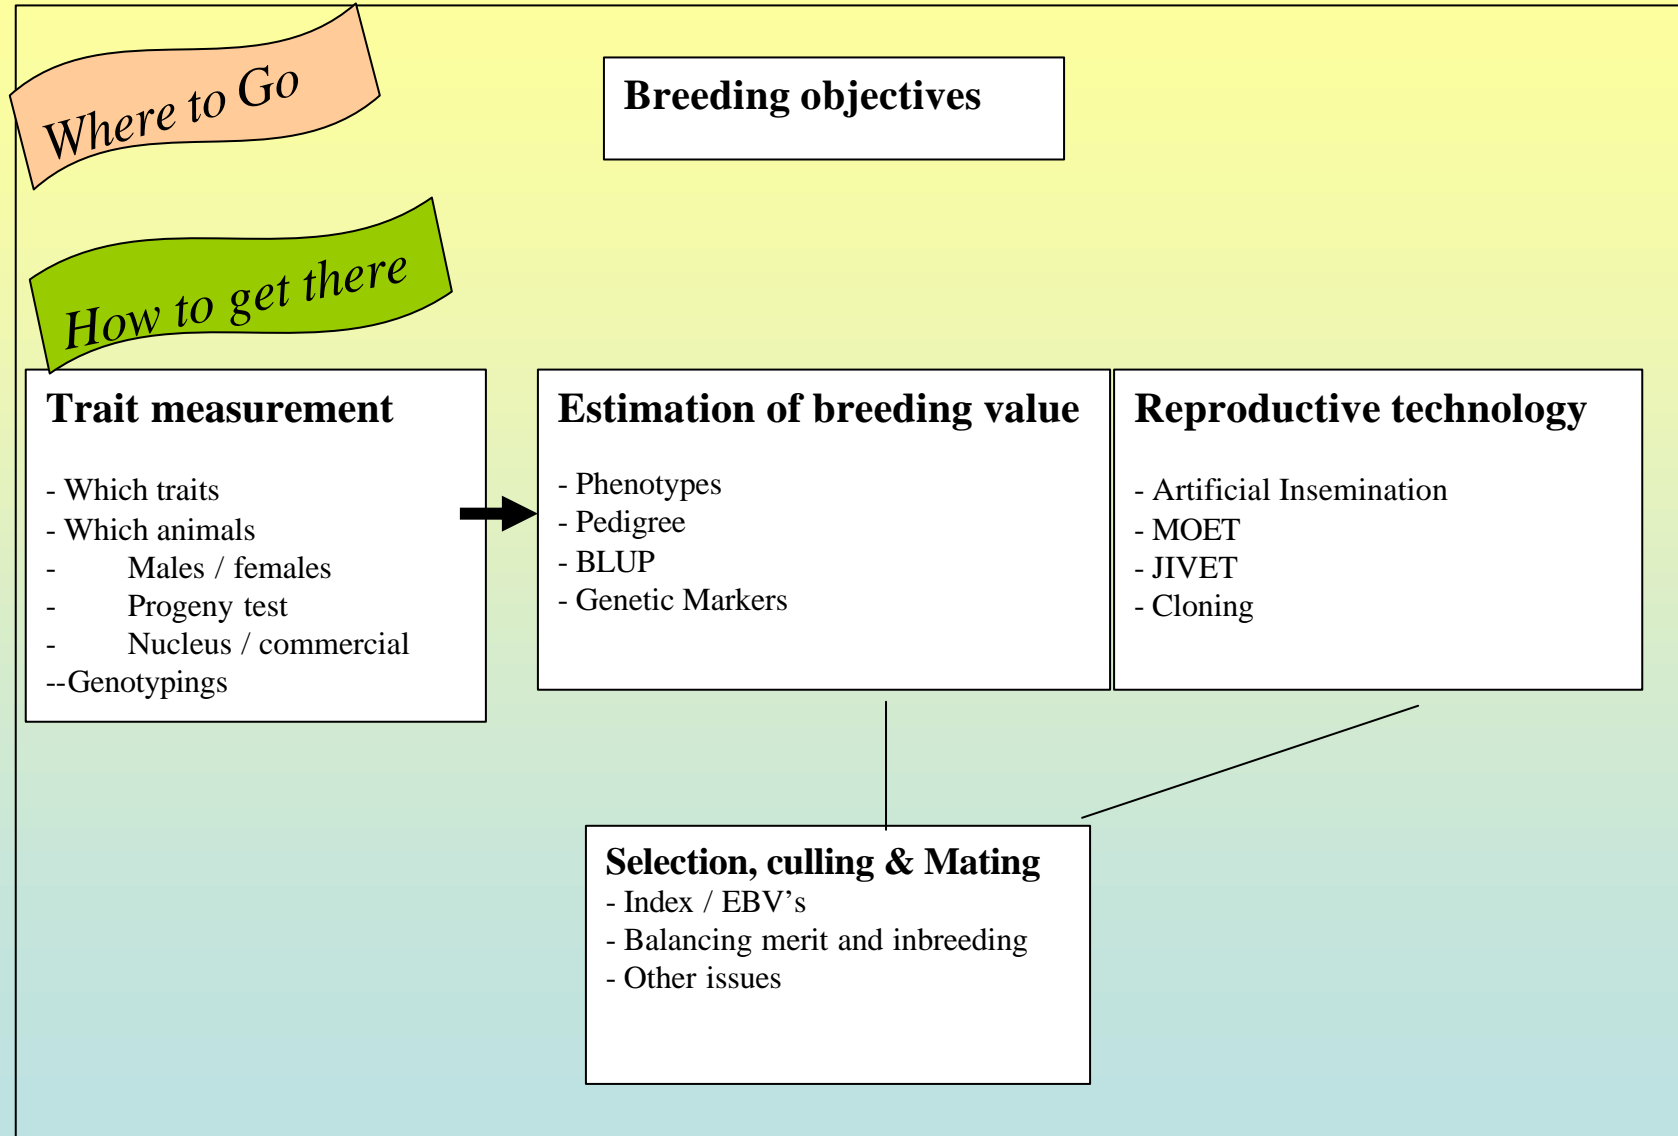 Where to Go
Breeding objectives
How to get there
Trait measurement
- Which traits
- Which animals
- Males / females
- Progeny test
- Nucleus / commercial
--Genotypings
Estimation of breeding value
- Phenotypes
- Pedigree
- BLUP
- Genetic Markers
Reproductive technology
- Artificial Insemination
- MOET
- JIVET
- Cloning
Selection, culling & Mating
- Index / EBV’s
- Balancing merit and inbreeding
- Other issues